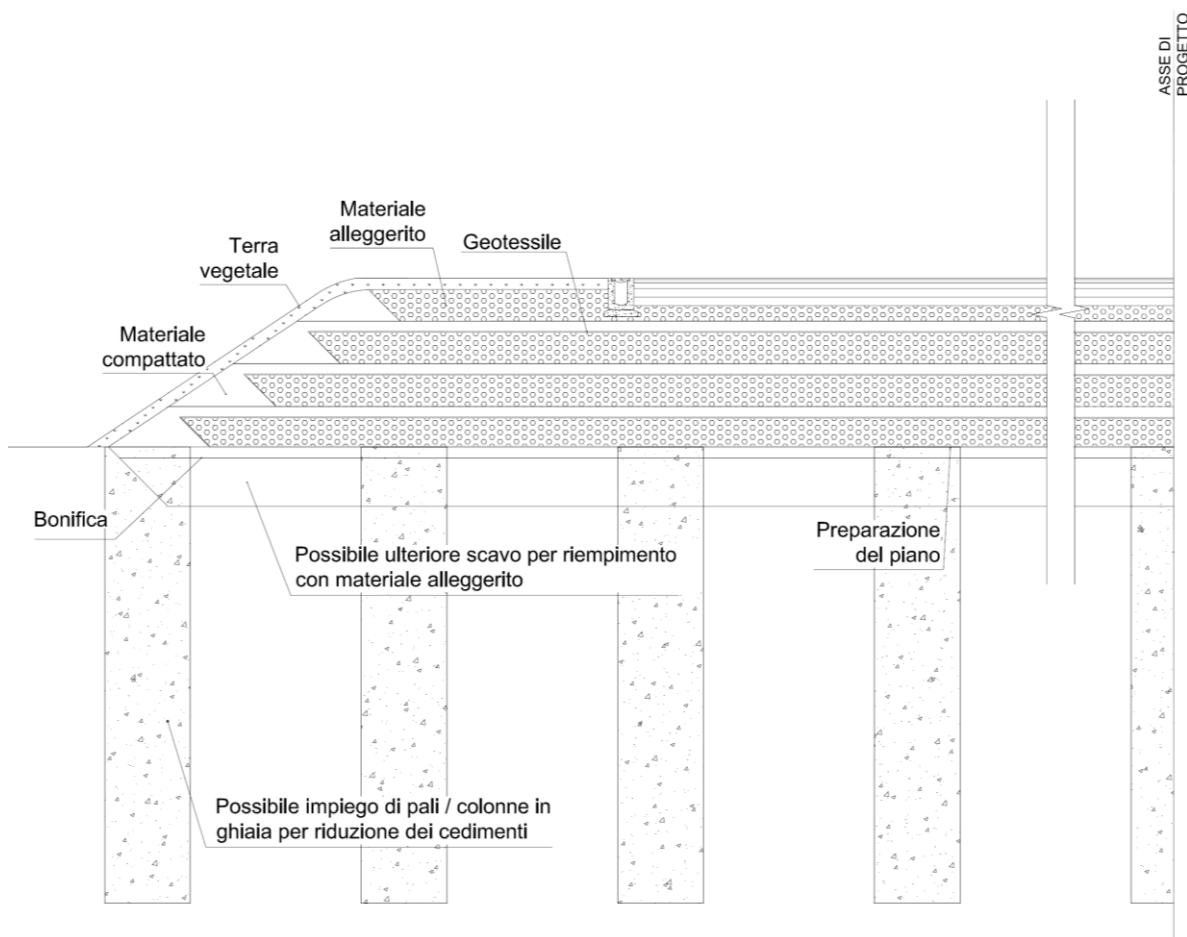 ASSE DI
PROGETTO
Materiale
alleggerito
Geotessile
Terra
vegetale
Materiale
compattato
Bonifica
Preparazione
del piano
Possibile ulteriore scavo per riempimento
con materiale alleggerito
Possibile impiego di pali / colonne in
ghiaia per riduzione dei cedimenti